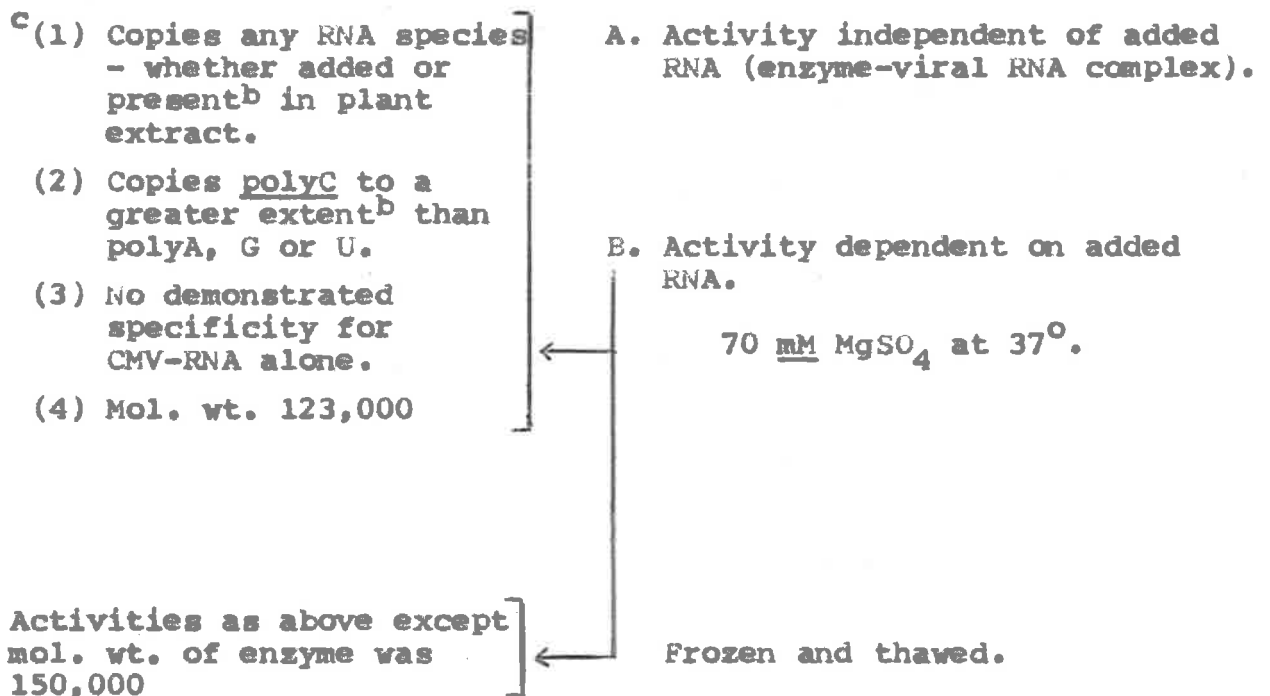 c(1) Copies any RNA species
- whether added or
presentb in plant
extract.
(2) Copies polyC to a
greater extentb than
polyA, G or U.
(3) No demonstrated
specificity for
CMV-RNA alone.
(4) Mol. wt. 123,000
A. Activity independent of added
RNA (enzyme-viral RNA complex).
B. Activity dependent on added
RNA.
70 mM MgSO4 at 37o.
Activities as above except
mol. wt. of enzyme was
150,000
Frozen and thawed.